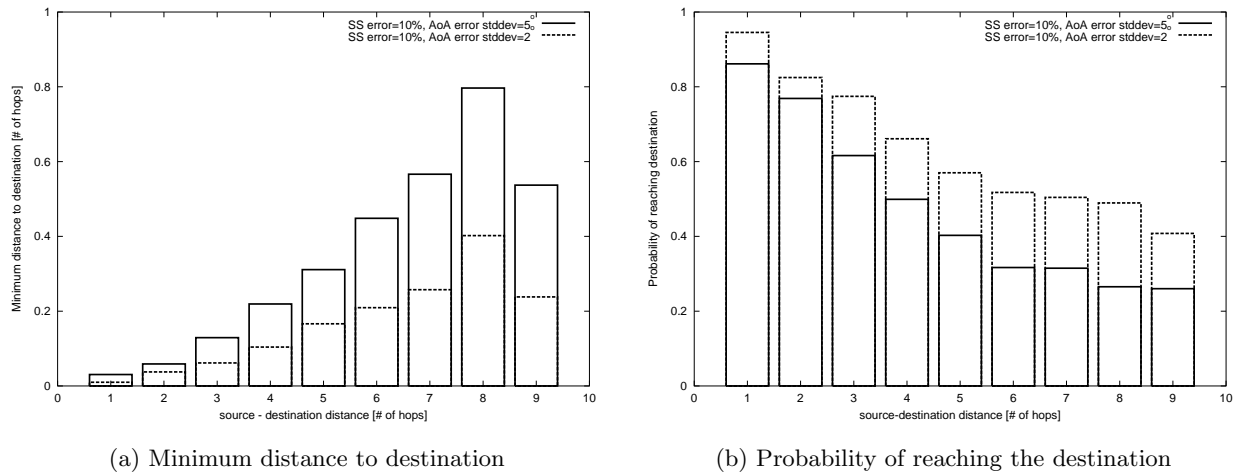 SS error=10%, AoA error stddev=5°
SS error=10%, AoA error stddev=2°
1
0.8
0.6
0.4
0.2
0
Minimum distance to destination [# of hops]
0 1 2 3 4 5 6 7 8 9 10
source - destination distance [# of hops]
(a) Minimum distance to destination
SS error=10%, AoA error stddev=5°
SS error=10%, AoA error stddev=2°
1
0.8
0.6
0.4
0.2
0
Probability of reaching destination
0 1 2 3 4 5 6 7 8 9 10
source-destination distance [# of hops]
(b) Probability of reaching the destination